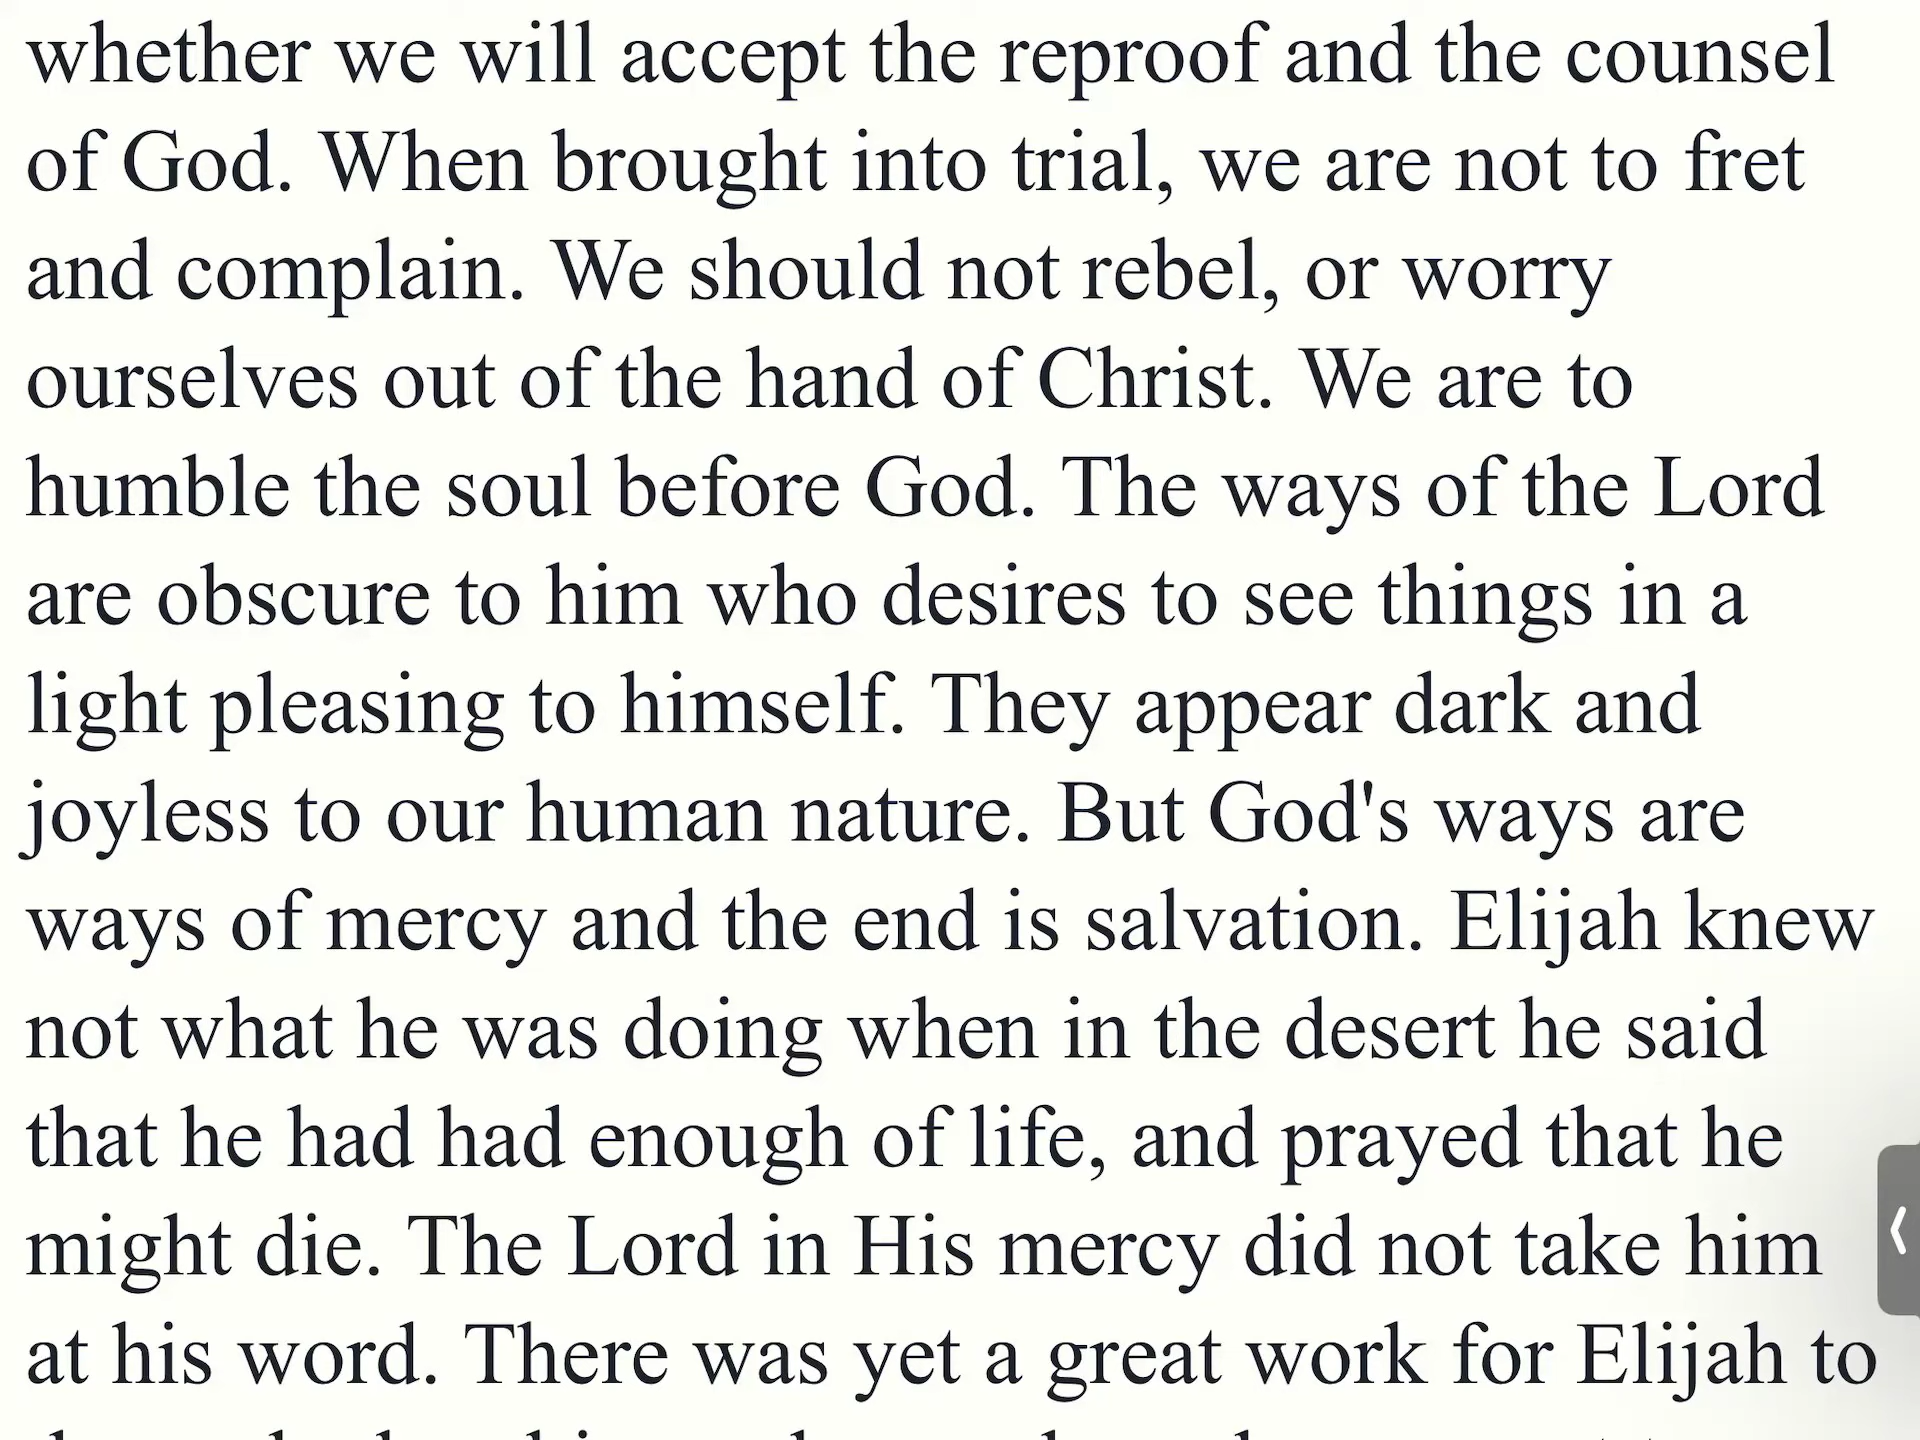 whether we will accept the reproof and the counsel
of God. When brought into trial, we are not to fret
and complain. We should not rebel, or worry
ourselves out of the hand of Christ. We are to
humble the soul before God. The ways of the Lord
are obscure to him who desires to see things in a
light pleasing to himself. They appear dark and
joyless to our human nature. But God's ways are
ways of mercy and the end is salvation. Elijah knew
not what he was doing when in the desert he said
that he had had enough of life, and prayed that he
might die. The Lord in His mercy did not take him
at his word. There was yet a great work for Elijah to